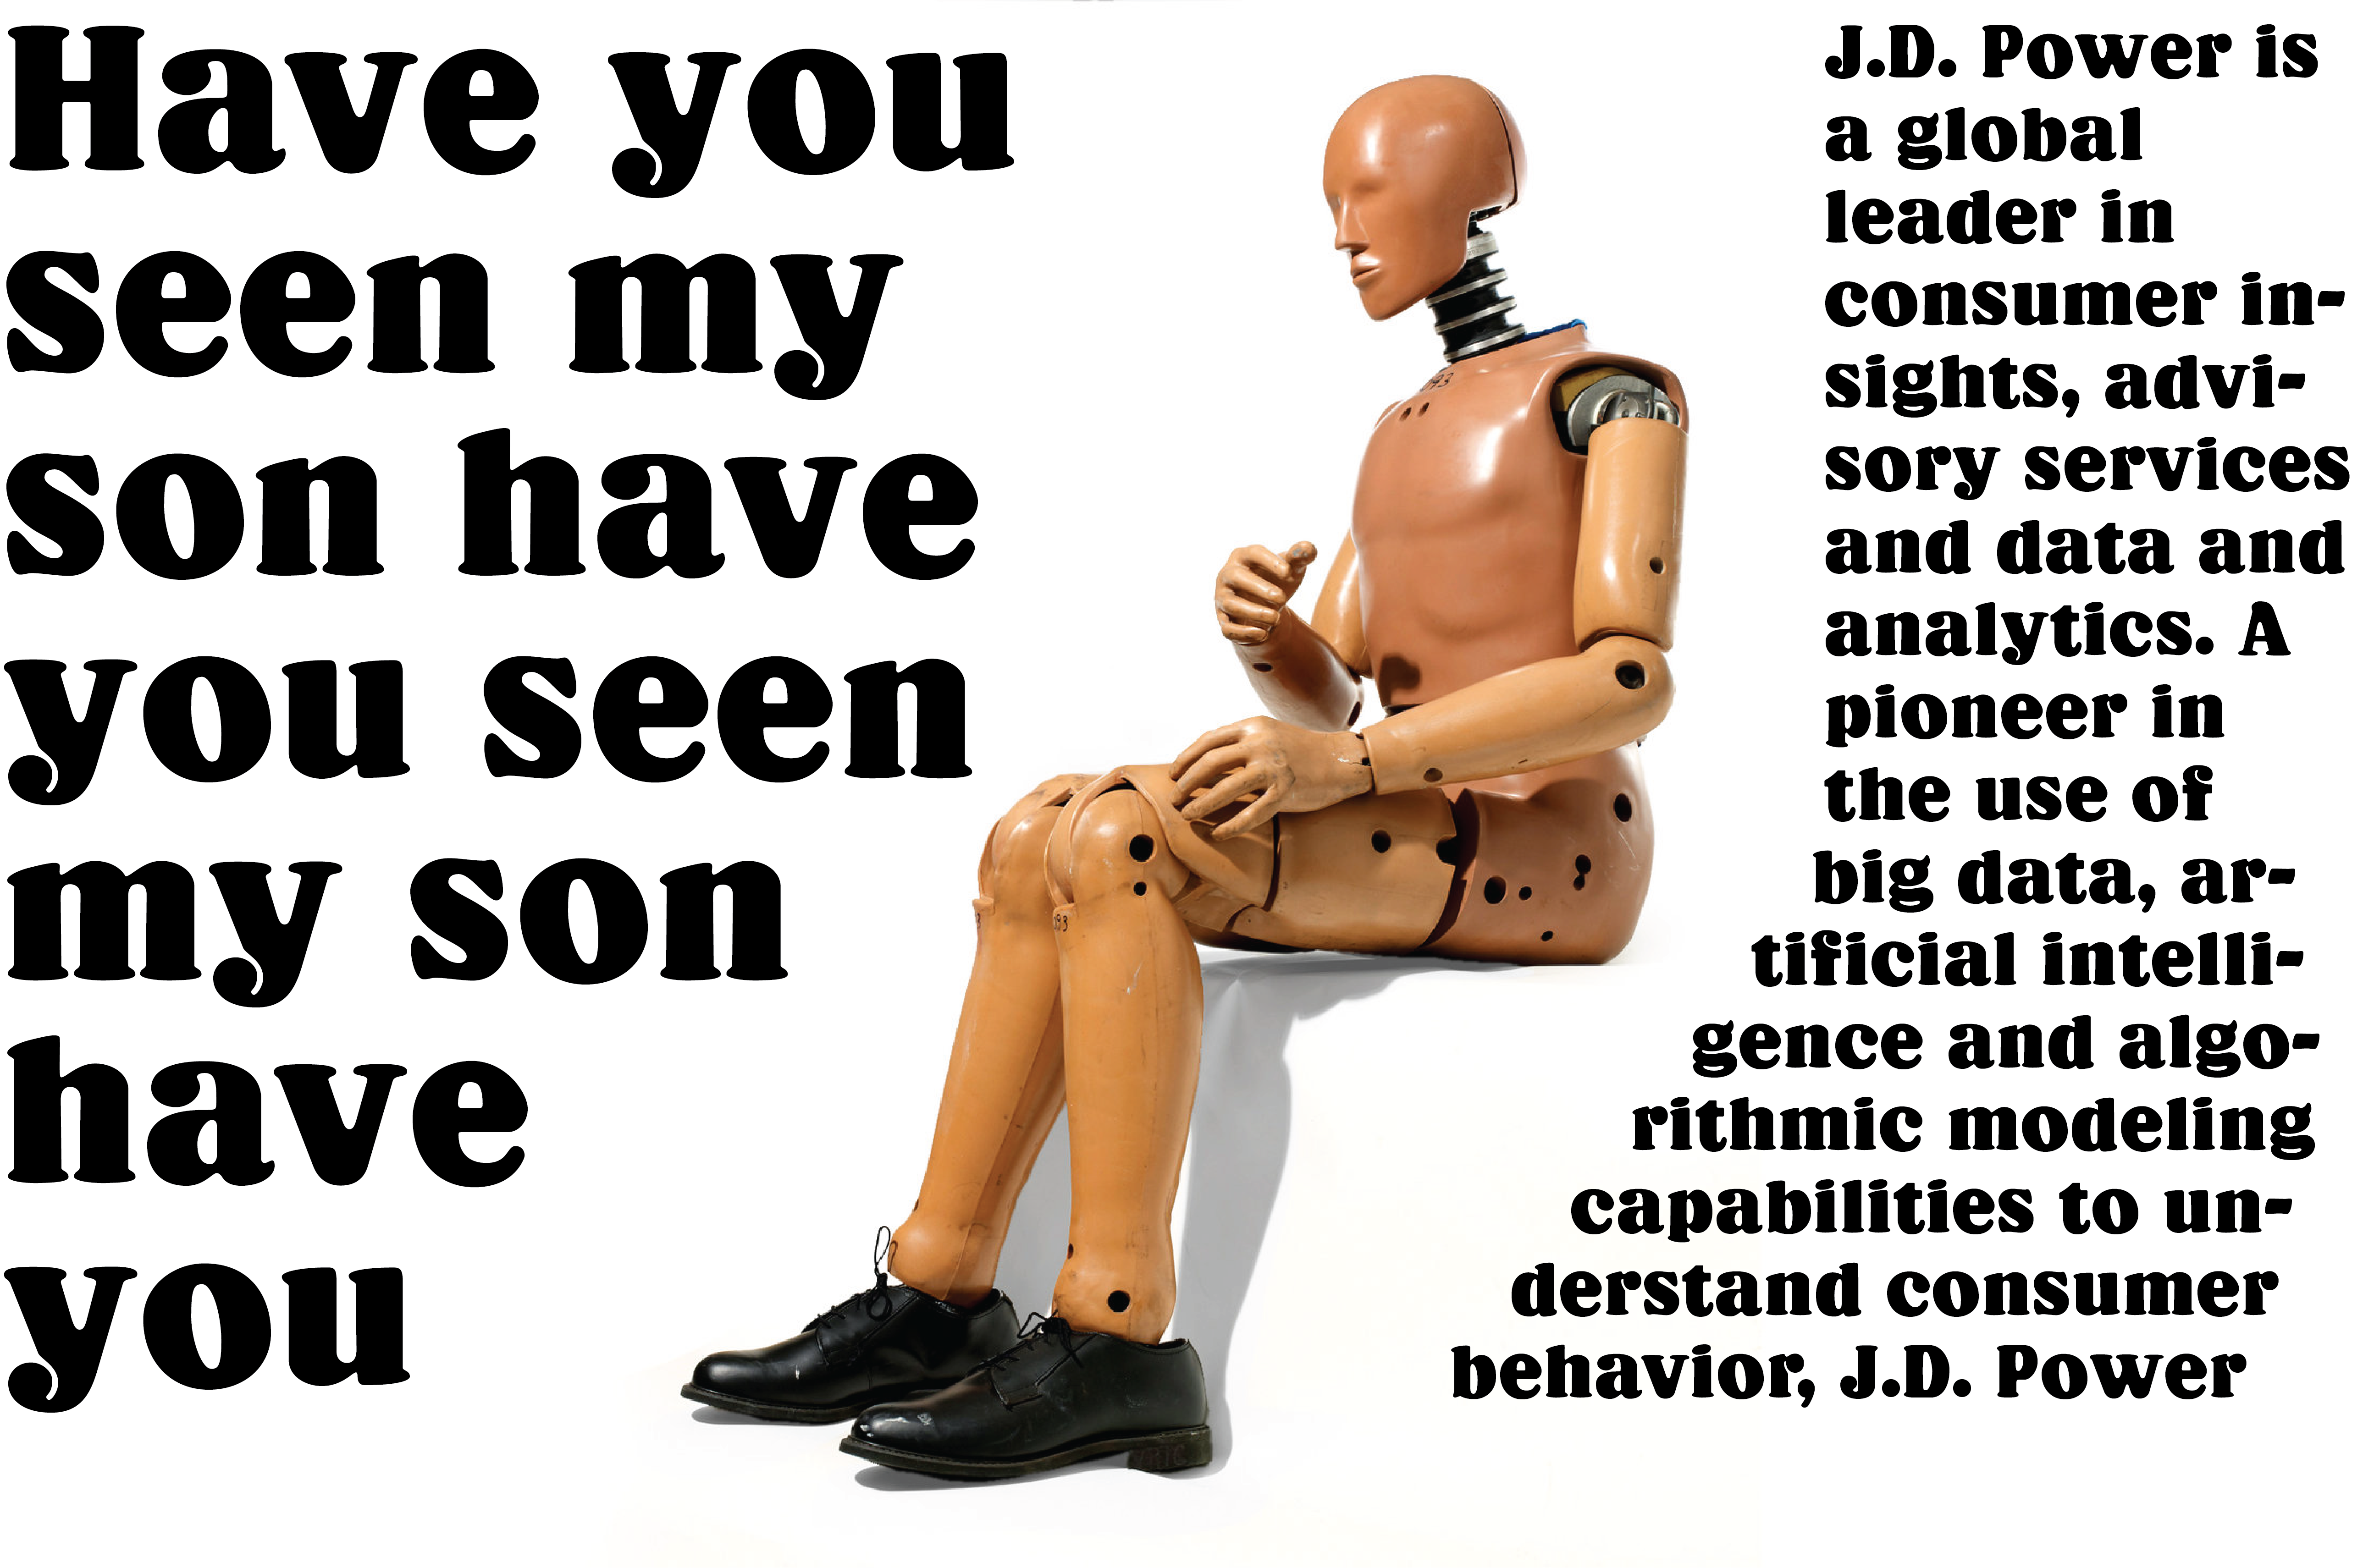 Have you
seen my
son have
you seen
my son
have
you
J.D. Power is
a global
leader in
consumer in-
sights, advi-
sory services
and data and
analytics. A
pioneer in
the use of
big data, ar-
tificial intelli-
gence and algo-
rithmic modeling
capabilities to un-
derstand consumer
behavior, J.D. Power